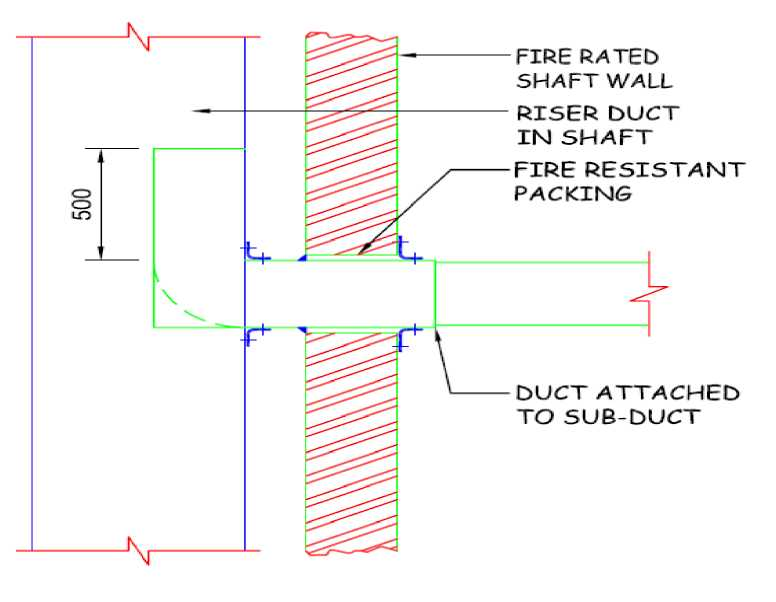 FIRE RATED
SHAFT WALL
RISER DUCT
IN SHAFT
FIRE RESISTANT
PACKING
500
DUCT ATTACHED
TO SUB-DUCT